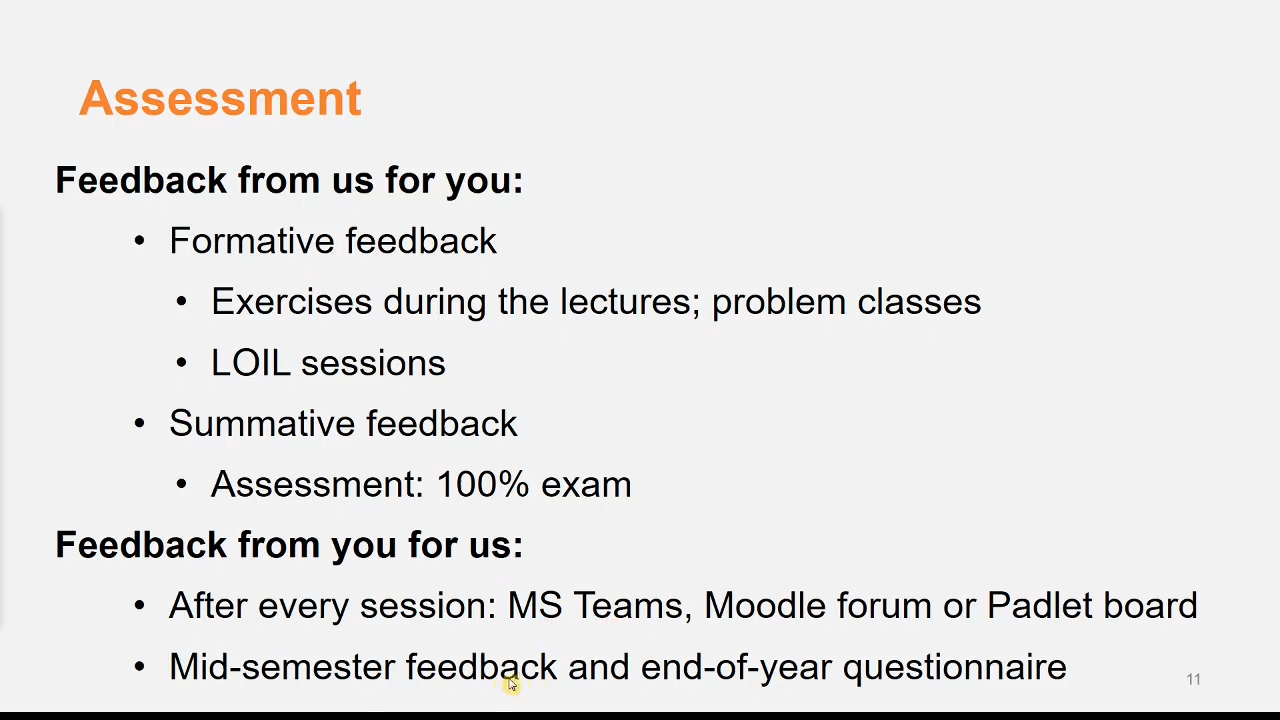 Assessment
Feedback from us for you:
• Formative feedback
• Exercises during the lectures; problem classes
• LOIL sessions
• Summative feedback
• Assessment: 100% exam
Feedback from you for us:
• After every session: MS Teams, Moodle forum or Padlet board
• Mid-semester feedback and end-of-year questionnaire
11